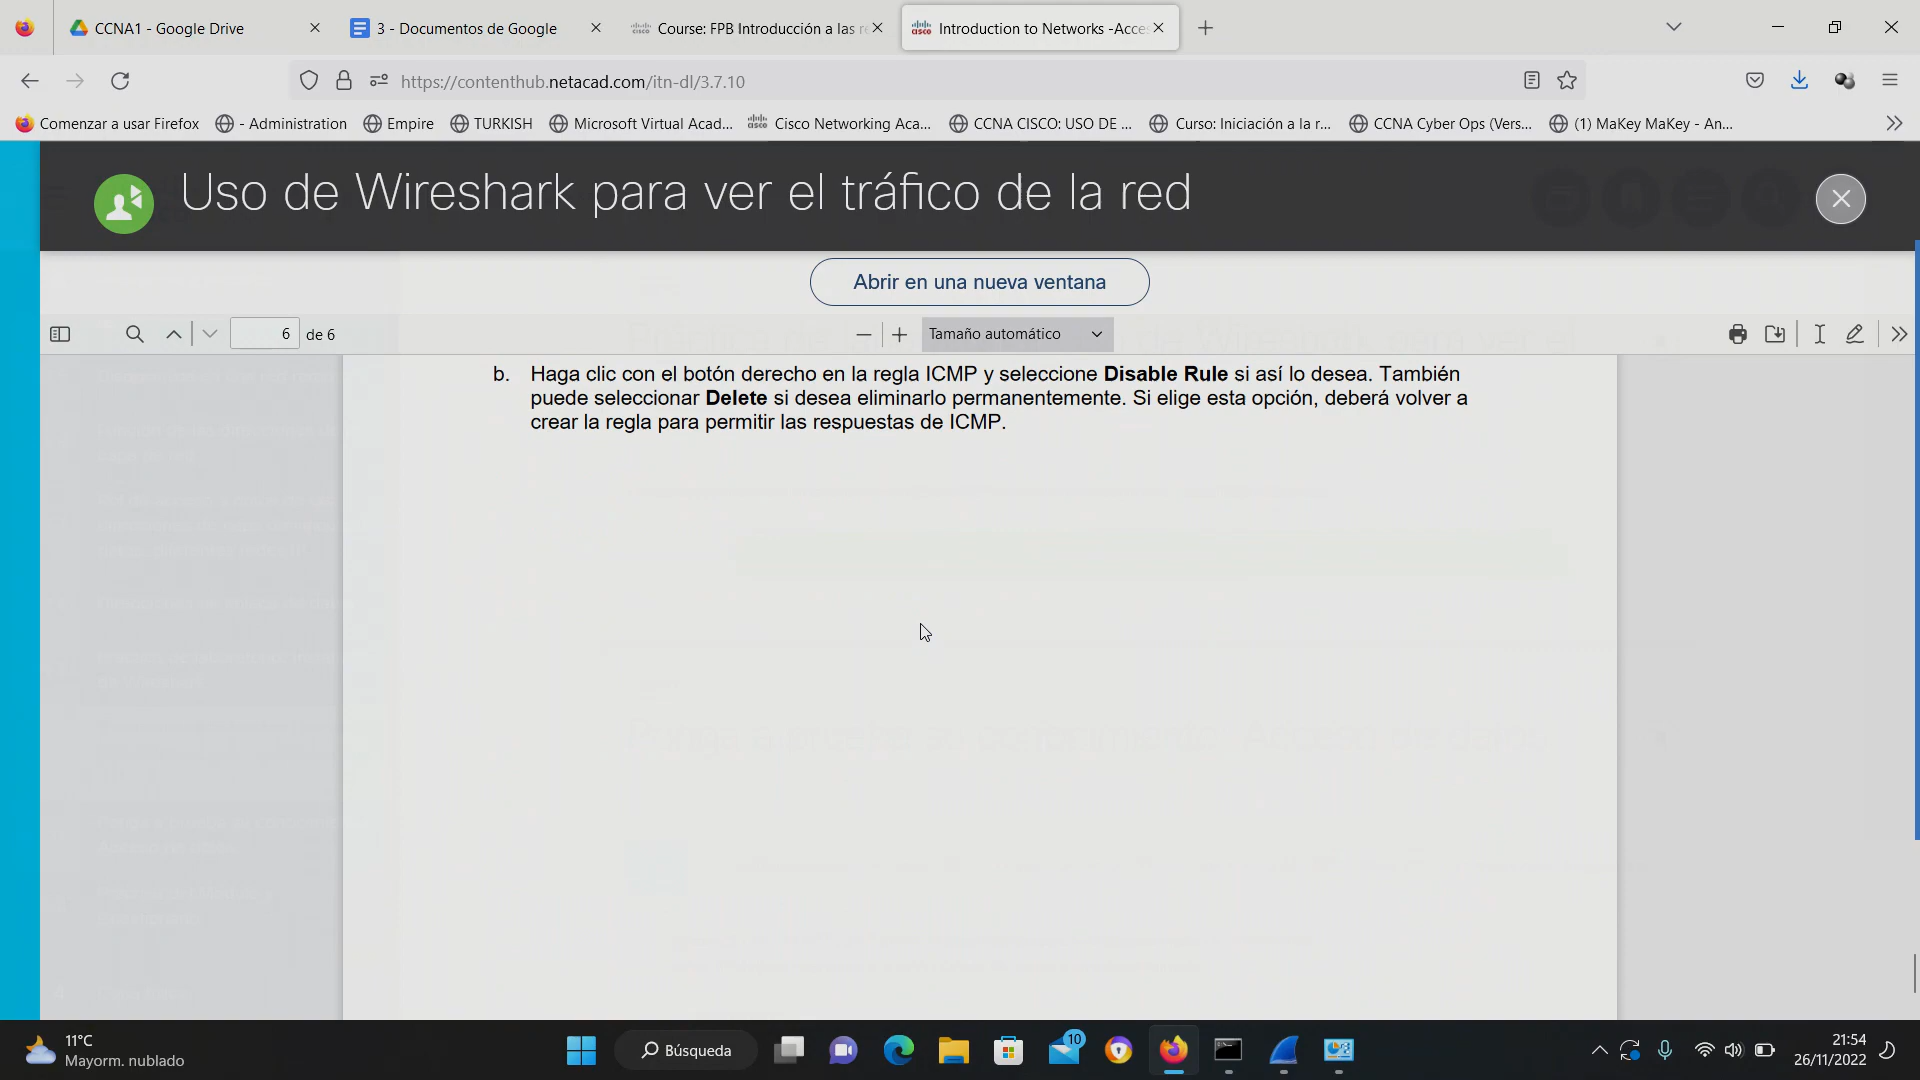 CCNA1 - Google Drive
3 - Documentos de Google
Course: FPB Introducción a las re
Introduction to Networks -Acces
https://contenthub.netacad.com/itn-dl/3.7.10
Comenzar a usar Firefox
- Administration
Empire
TURKISH
Microsoft Virtual Acad...
Cisco Networking Aca...
CCNA CISCO: USO DE ...
Curso: Iniciación a la r...
CCNA Cyber Ops (Vers...
(1) MaKey MaKey - An...
Uso de Wireshark para ver el tráfico de la red
Abrir en una nueva ventana
6 de 6
Tamaño automático
b. Haga clic con el botón derecho en la regla ICMP y seleccione Disable Rule si así lo desea. También
puede seleccionar Delete si desea eliminarlo permanentemente. Si elige esta opción, deberá volver a
crear la regla para permitir las respuestas de ICMP.
11°C
Mayorm. nublado
Búsqueda
10
21:54
26/11/2022